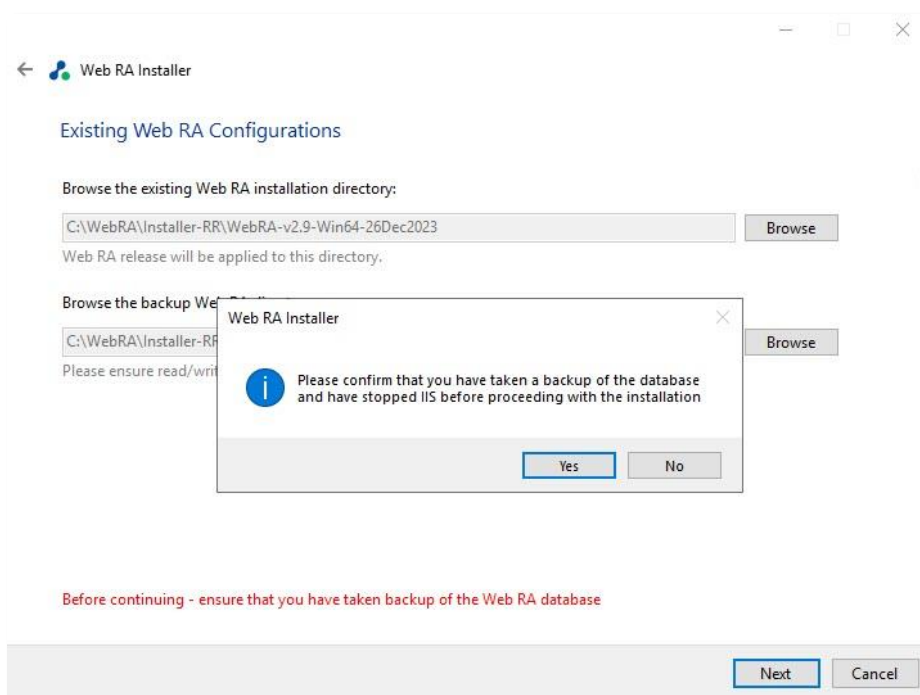 Web RA Installer
Existing Web RA Configurations
Browse the existing Web RA installation directory:
C:\WebRA\Installer-RR\WebRA-v2.9-Win64-26Dec2023
Browse
Web RA release will be applied to this directory.
Browse the backup We
C:\WebRA\Installer-RR
Browse
Please ensure read/writ
Web RA Installer
Please confirm that you have taken a backup of the database
and have stopped IIS before proceeding with the installation
Yes No
Before continuing - ensure that you have taken backup of the Web RA database
Next Cancel